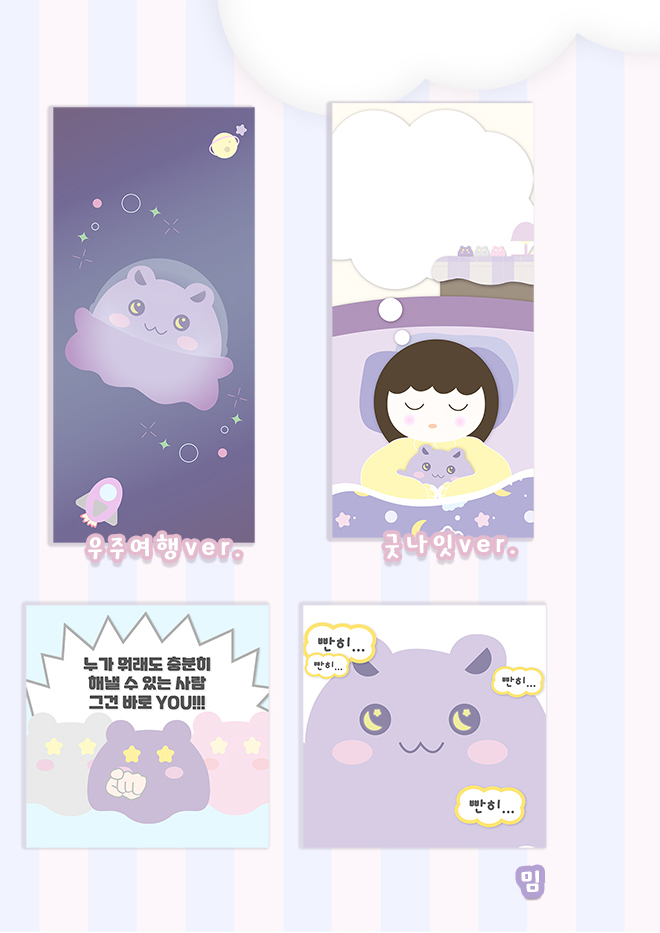 우주여행ver.
굿나잇ver.
누가 뭐래도 충분히
해낼 수 있는 사람
그건 바로 YOU!!!
빤히...
빤히...
빤히...
빤히...
밈